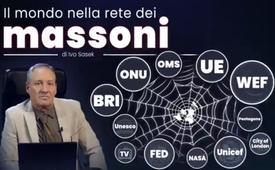 Il mondo nella rete dei
massoni
di Ivo Sasek
OMS
ONU
UE
WEF
BRI
Pentagono
Unesco
City of
London
TV
FED
NASA
Unicef